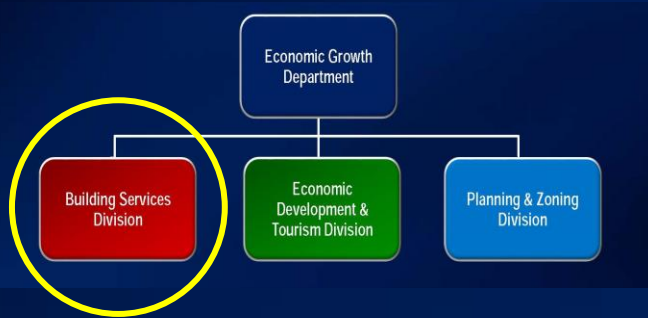 Economic Growth
Department
Building Services
Division
Economic
Development &
Tourism Division
Planning & Zoning
Division